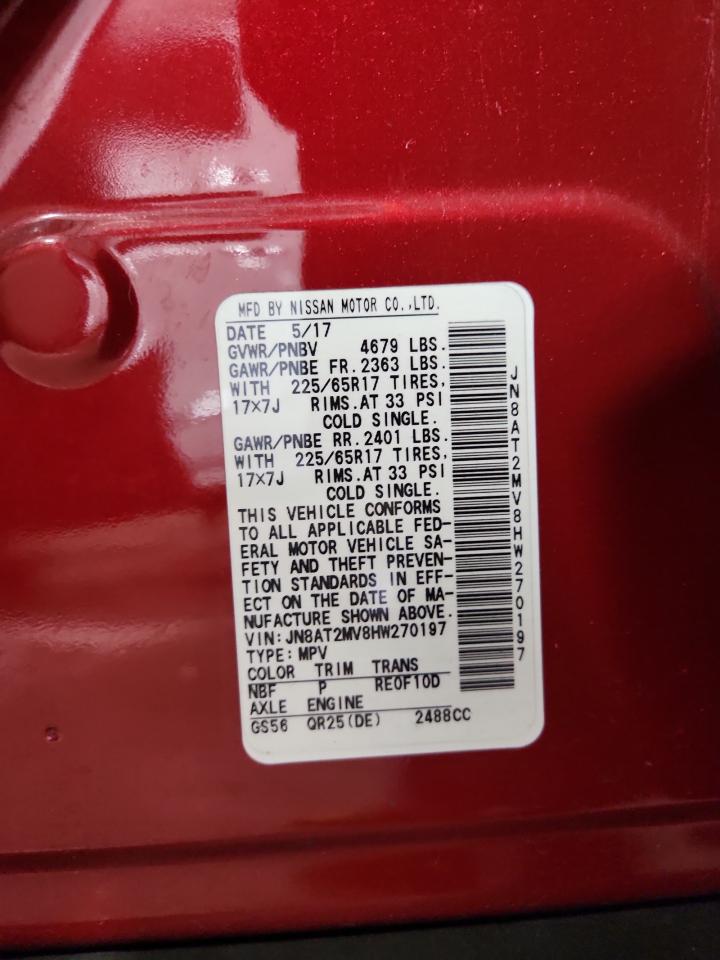 MFD BY NISSAN MOTOR CO.,LTD.
DATE 5/17
GVWR/PNBV 4679 LBS.
GAWR/PNBE FR. 2363 LBS.
WITH 225/65R17 TIRES,
17×7J RIMS.AT 33 PSI
COLD SINGLE.
GAWR/PNBE RR. 2401 LBS.
WITH 225/65R17 TIRES,
17×7J RIMS.AT 33 PSI
COLD SINGLE.
THIS VEHICLE CONFORMS
TO ALL APPLICABLE FED-
ERAL MOTOR VEHICLE SA-
FETY AND THEFT PREVEN-
TION STANDARDS IN EFF-
ECT ON THE DATE OF MA-
NUFACTURE SHOWN ABOVE.
VIN: JN8AT2MV8HW270197
TYPE: MPV
COLOR TRIM TRANS
NBF P RE0F10D
AXLE ENGINE
GS56 QR25(DE) 2488CC
JN8AT2MV8HW270197